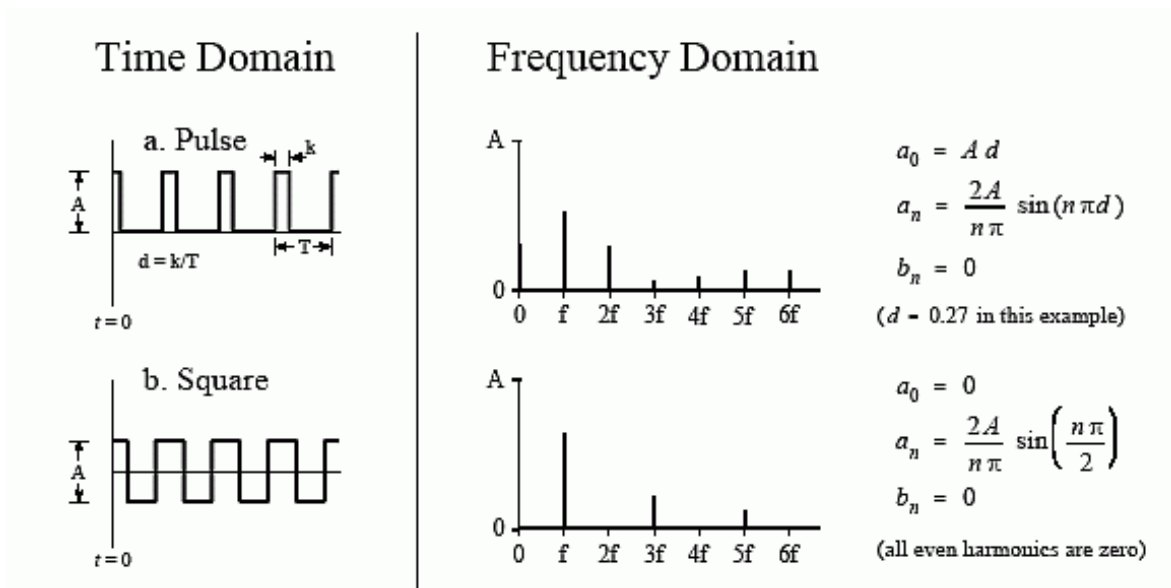 Time Domain
Frequency Domain
a. Pulse
k
A
T
d = k/T
t = 0
A
0
0 f 2f 3f 4f 5f 6f
a₀ = A d
aₙ = 2A/nπ sin(nπd)
bₙ = 0
(d = 0.27 in this example)
b. Square
A
t = 0
A
0
0 f 2f 3f 4f 5f 6f
a₀ = 0
aₙ = 2A/nπ sin(nπ/2)
bₙ = 0
(all even harmonics are zero)